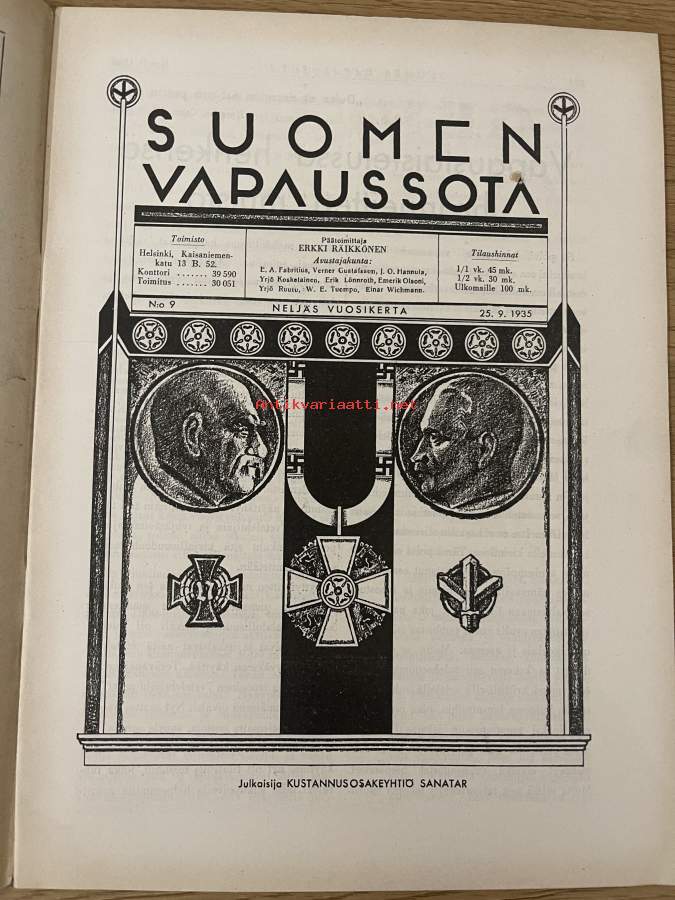 SUOMEN
VAPAUSSOTA
Toimisto
Helsinki, Kaisaniemen-
katu 13 B. 52.
Konttori ....... 39 590
Toimitus ....... 30 051
Päätoimittaja
ERKKI RÄIKKÖNEN
Avustajakunta:
E. A. Fabritius, Verner Gustafsson, J. O. Hannula,
Yrjö Koskelainen, Erik Lönnroth, Emerik Olsoni,
Yrjö Ruutu, W. E. Tuompo, Einar Wichmann.
Tilaushinnat
1/1 vk. 45 mk.
1/2 vk. 30 mk.
Ulkomaille 100 mk.
N:o 9
NELJÄS VUOSIKERTA
25. 9. 1935
Antikvariaatti.net
Julkaisija KUSTANNUSOSAKEYHTIÖ SANATAR